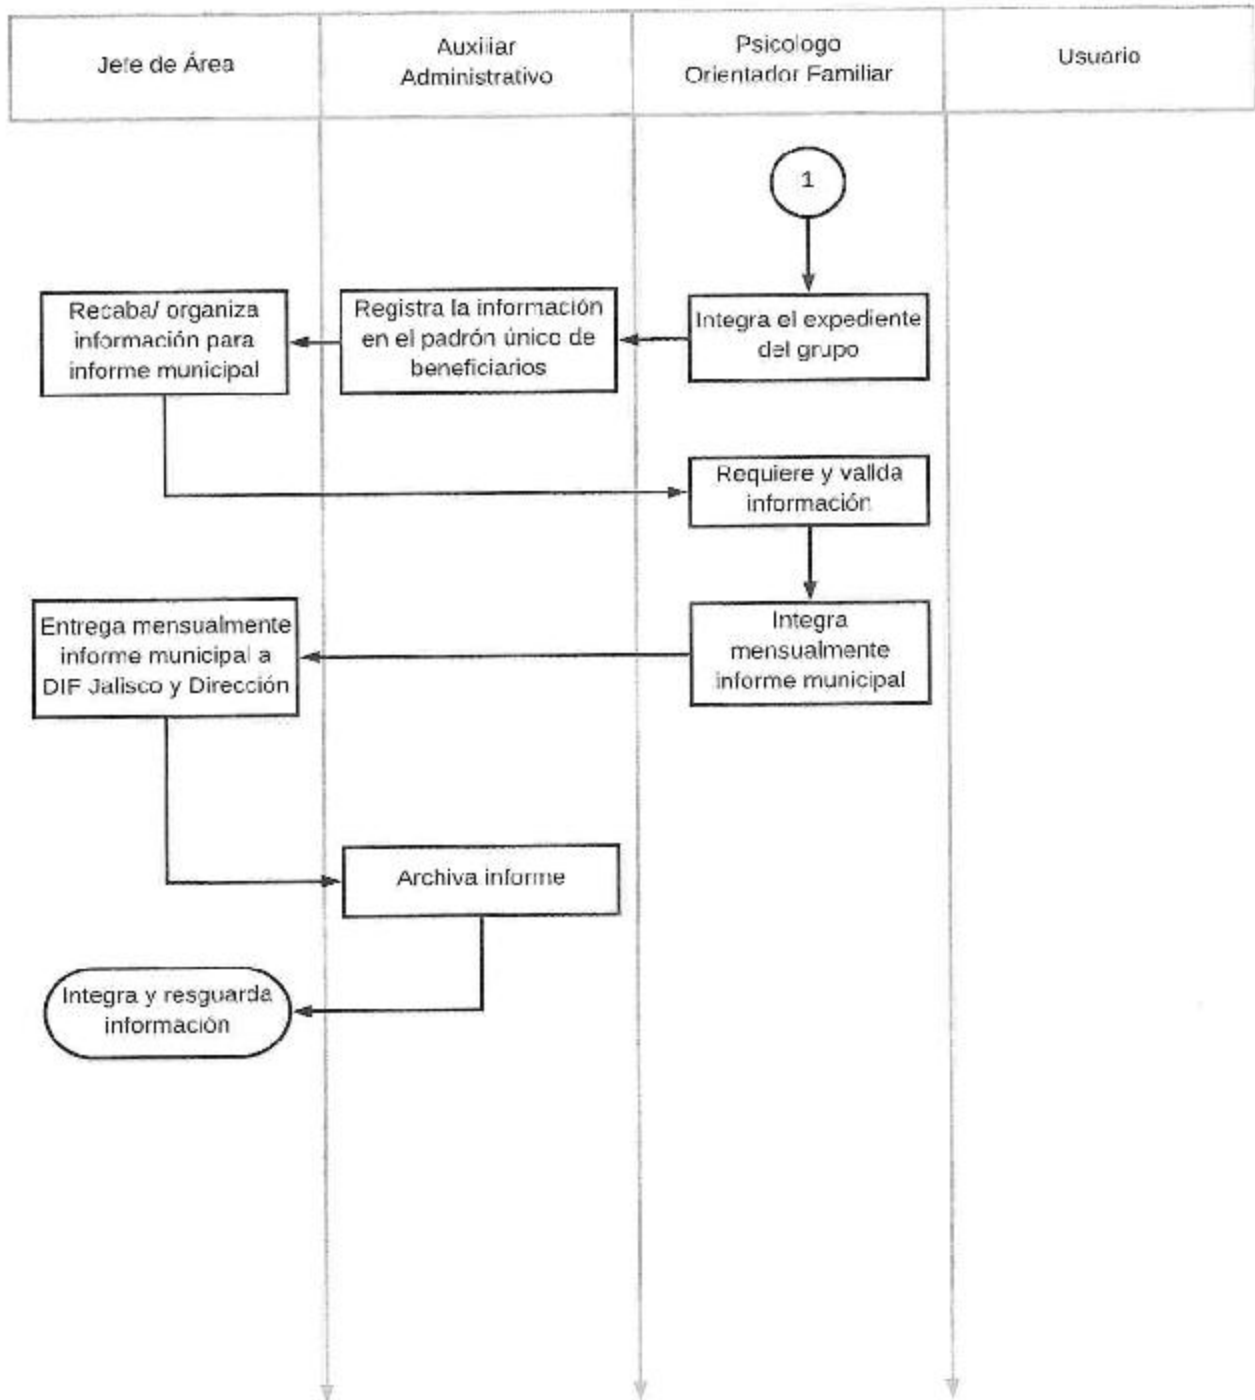 Jefe de Área
Auxiliar
Administrativo
Psicologo
Orientador Familiar
Usuario
1
Recaba/ organiza
información para
informe municipal
Registra la información
en el padrón único de
beneficiarios
Integra el expediente
del grupo
Requiere y valida
información
Entrega mensualmente
informe municipal a
DIF Jalisco y Dirección
Integra
mensualmente
informe municipal
Archiva informe
Integra y resguarda
información